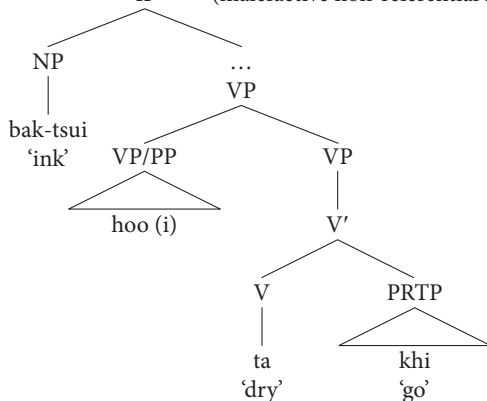 NP
…
VP
bak-tsui
‘ink’
VP/PP
VP
hoo (i)
V′
V
PRTP
ta
‘dry’
khi
‘go’